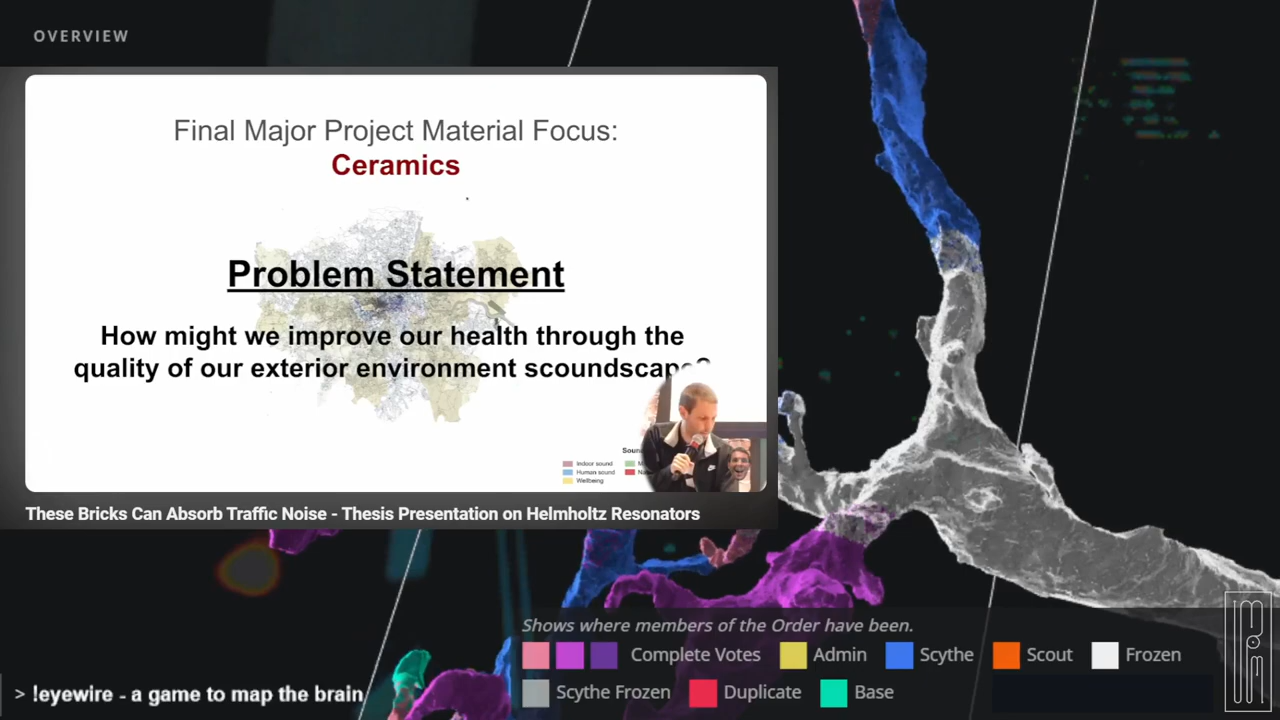 OVERVIEW
Final Major Project Material Focus:
Ceramics
Problem Statement
How might we improve our health through the
quality of our exterior environment scoundscape?
Indoor sound
Human sound
Wellbeing
These Bricks Can Absorb Traffic Noise - Thesis Presentation on Helmholtz Resonators
Shows where members of the Order have been.
Complete Votes Admin Scythe Scout Frozen
Scythe Frozen Duplicate Base
> !eyewire - a game to map the brain